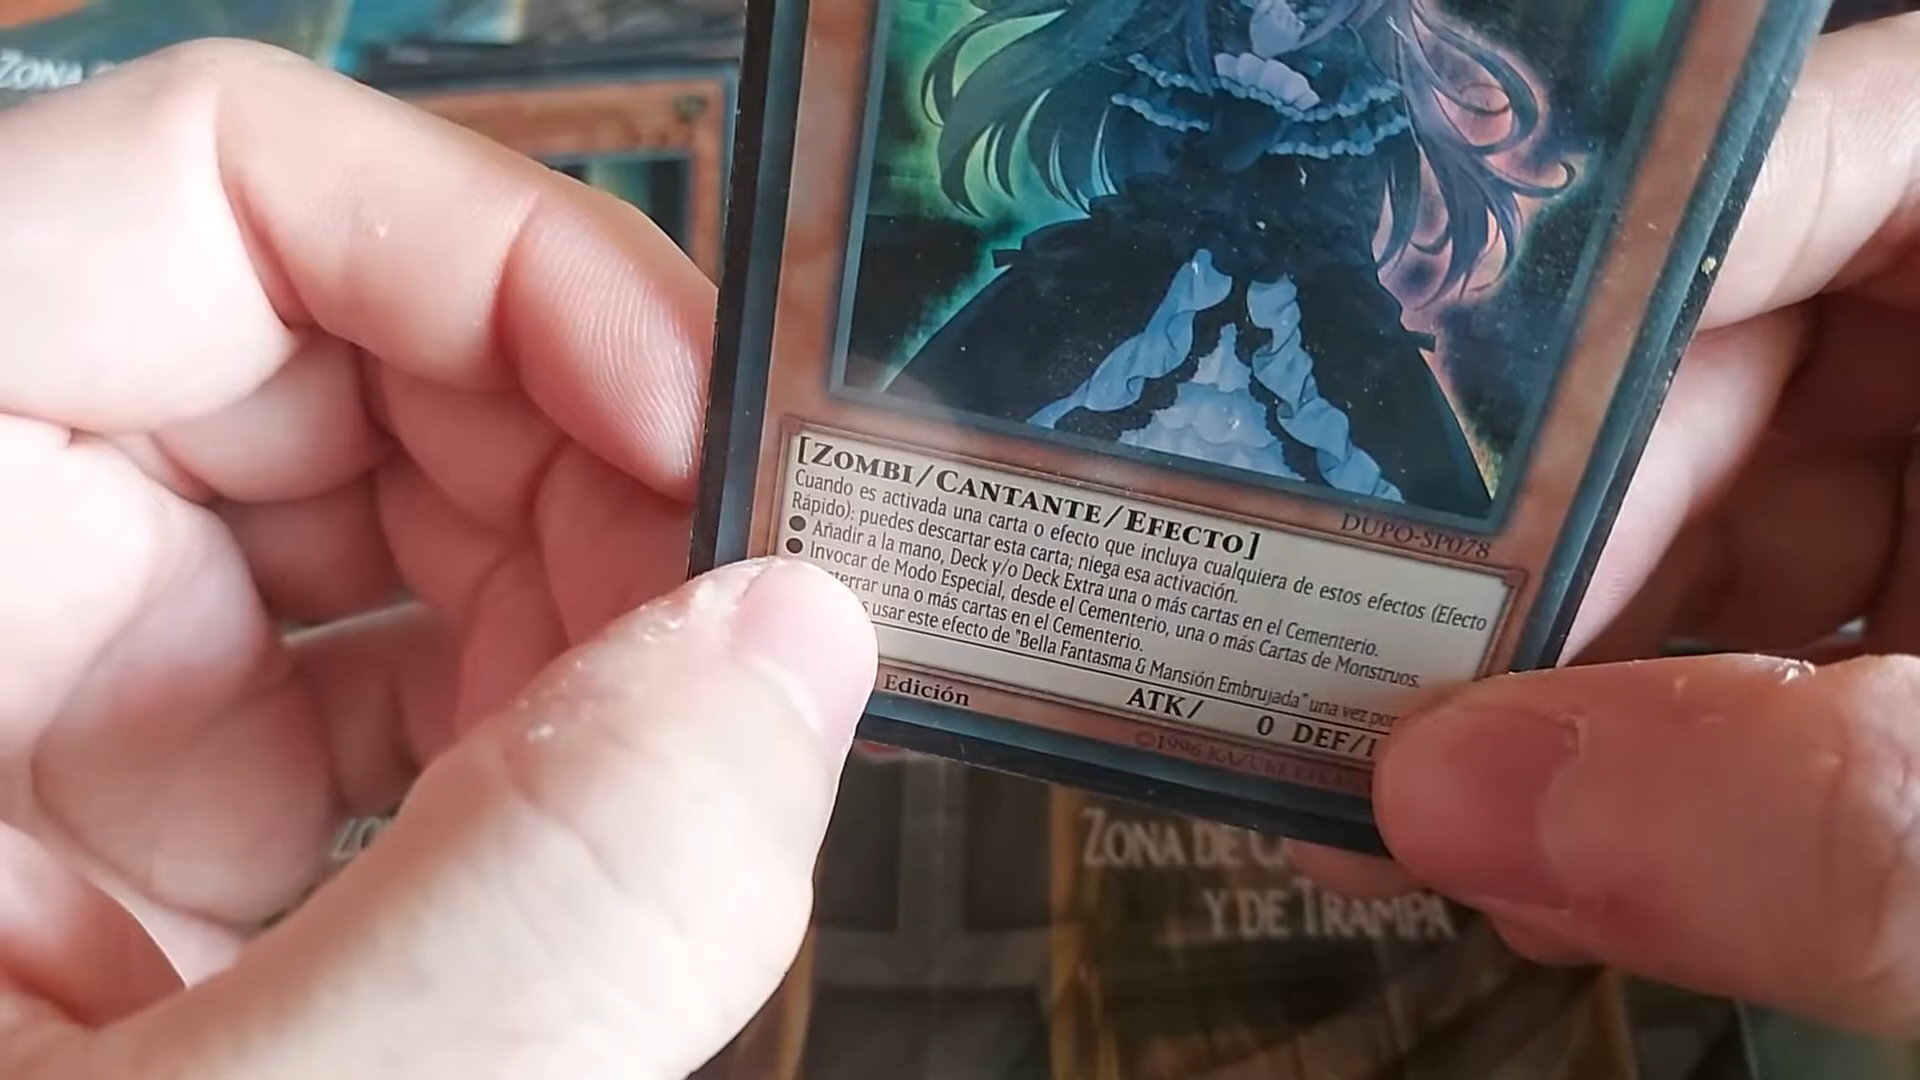 ZONA
DUPO-SP078
[ZOMBI/CANTANTE/EFECTO]
Cuando es activada una carta o efecto que incluya cualquiera de estos efectos (Efecto
Rápido): puedes descartar esta carta; niega esa activación.
● Añadir a la mano, Deck y/o Deck Extra una o más cartas en el Cementerio.
● Invocar de Modo Especial, desde el Cementerio, una o más Cartas de Monstruos.
una o más cartas en el Cementerio.
usar este efecto de "Bella Fantasma & Mansión Embrujada" una vez por
Edición
ATK/ 0 DEF/1
©1996 KAZUKI
ZONA DE
Y DE TRAMPA